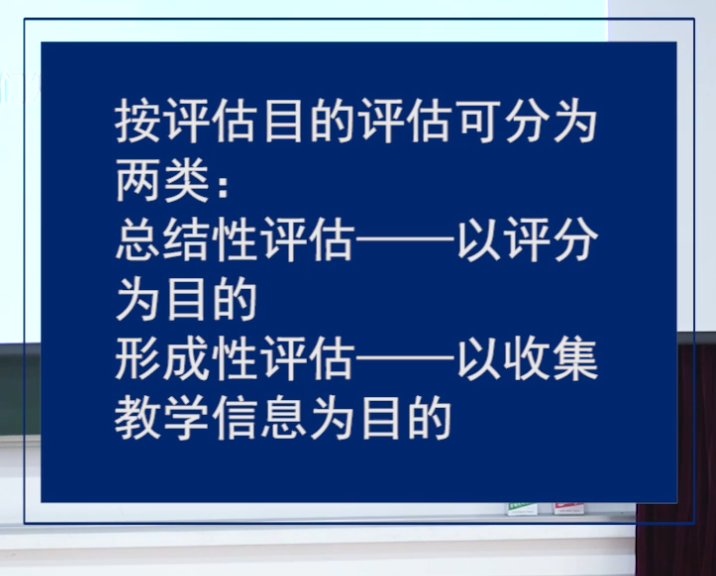 按评估目的评估可分为
两类：
总结性评估——以评分
为目的
形成性评估——以收集
教学信息为目的